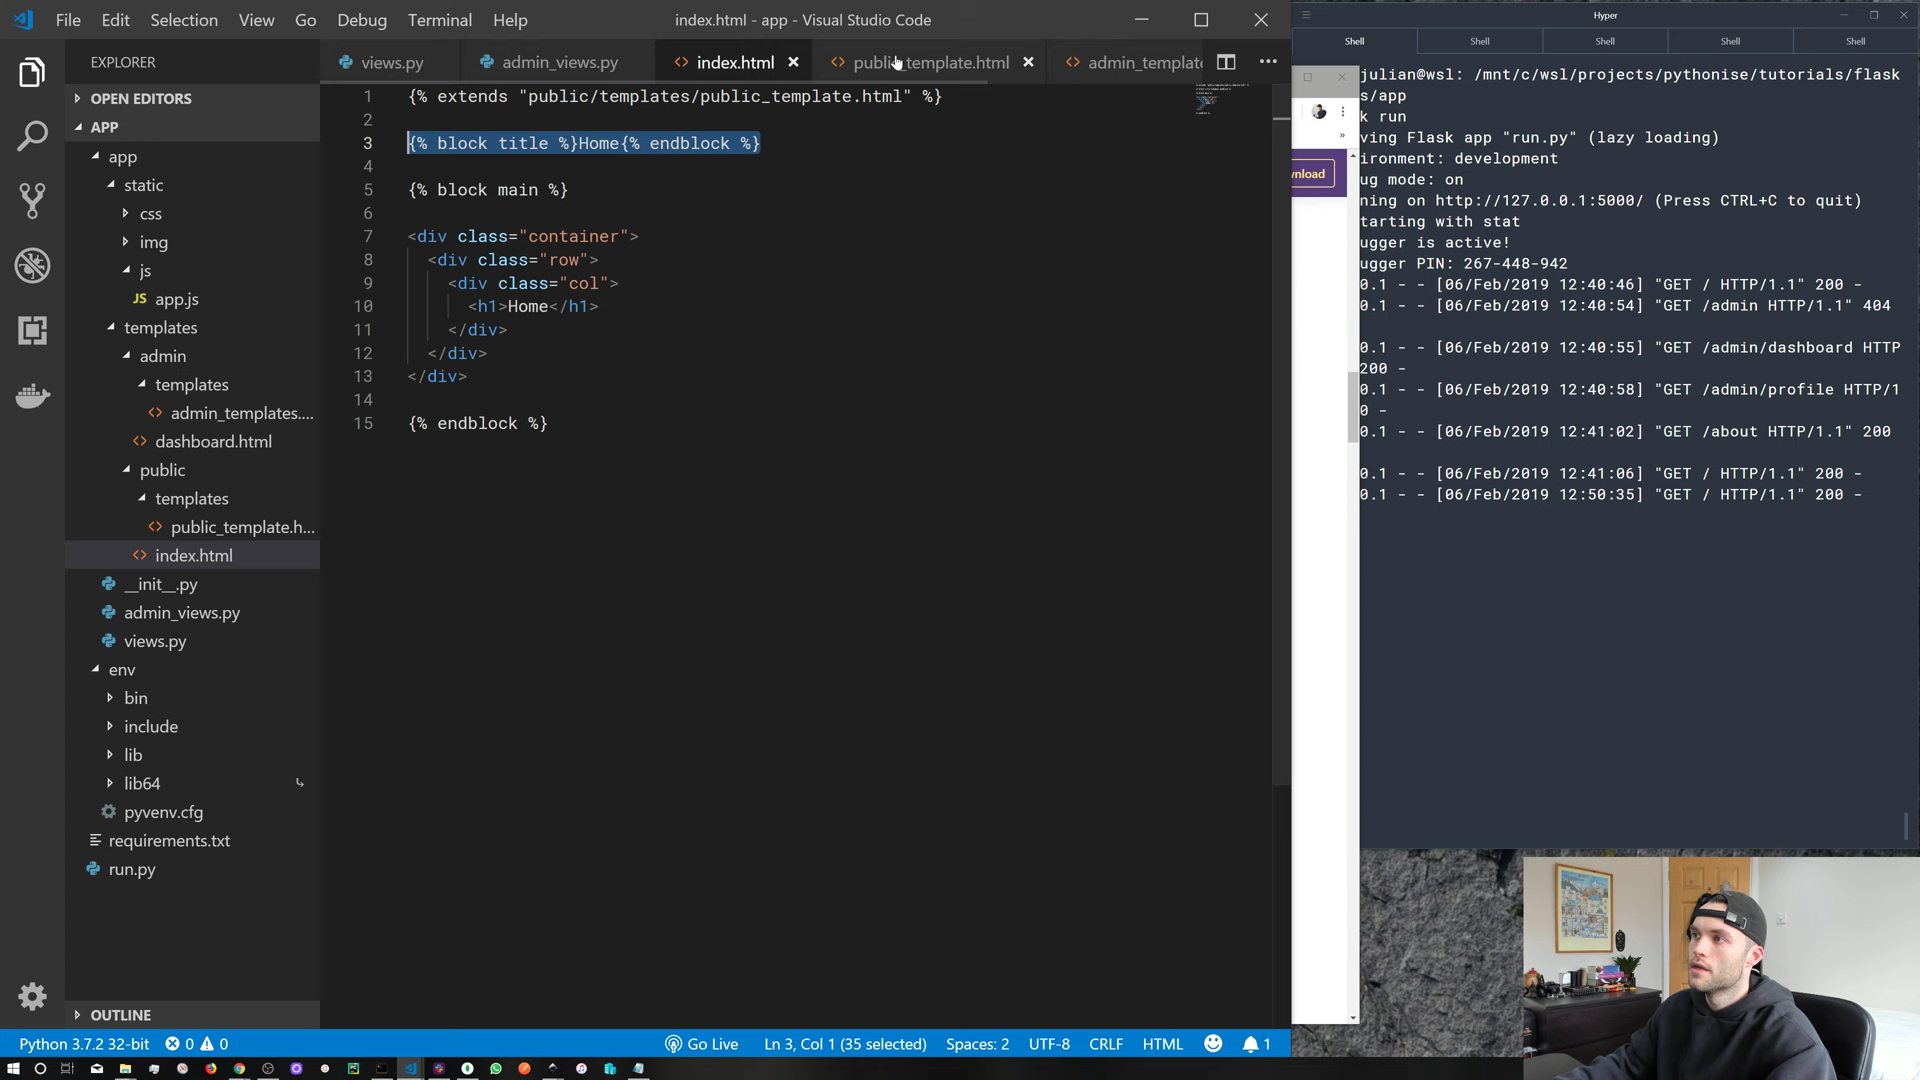 File Edit Selection View Go Debug Terminal Help
index.html - app - Visual Studio Code
EXPLORER
OPEN EDITORS
APP
app
static
css
img
js
JS app.js
templates
admin
templates
admin_templates....
dashboard.html
public
templates
public_template.h...
index.html
__init__.py
admin_views.py
views.py
env
bin
include
lib
lib64
pyvenv.cfg
requirements.txt
run.py
OUTLINE
views.py admin_views.py index.html public_template.html admin_templat
1 {% extends "public/templates/public_template.html" %}
2
3 {% block title %}Home{% endblock %}
4
5 {% block main %}
6
7 <div class="container">
8 <div class="row">
9 <div class="col">
10 <h1>Home</h1>
11 </div>
12 </div>
13 </div>
14
15 {% endblock %}
Python 3.7.2 32-bit 0 0 Go Live Ln 3, Col 1 (35 selected) Spaces: 2 UTF-8 CRLF HTML 1
nload
Hyper
Shell Shell Shell Shell Shell
julian@wsl: /mnt/c/wsl/projects/pythonise/tutorials/flask
s/app
k run
ving Flask app "run.py" (lazy loading)
ironment: development
ug mode: on
ning on http://127.0.0.1:5000/ (Press CTRL+C to quit)
tarting with stat
ugger is active!
ugger PIN: 267-448-942
0.1 - - [06/Feb/2019 12:40:46] "GET / HTTP/1.1" 200 -
0.1 - - [06/Feb/2019 12:40:54] "GET /admin HTTP/1.1" 404
0.1 - - [06/Feb/2019 12:40:55] "GET /admin/dashboard HTTP
200 -
0.1 - - [06/Feb/2019 12:40:58] "GET /admin/profile HTTP/1
0 -
0.1 - - [06/Feb/2019 12:41:02] "GET /about HTTP/1.1" 200
0.1 - - [06/Feb/2019 12:41:06] "GET / HTTP/1.1" 200 -
0.1 - - [06/Feb/2019 12:50:35] "GET / HTTP/1.1" 200 -